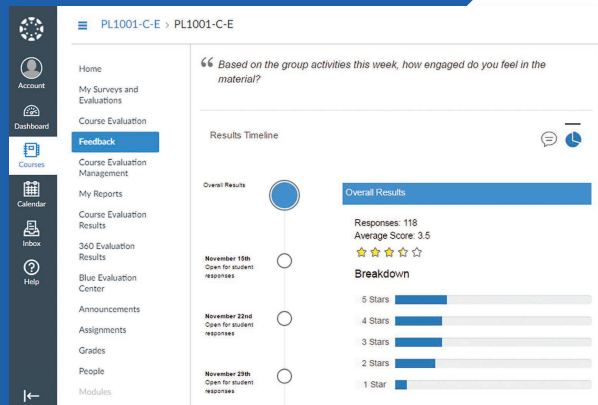 PL1001-C-E > PL1001-C-E
Account
Dashboard
Courses
Calendar
Inbox
Help
Home
My Surveys and
Evaluations
Course Evaluation
Feedback
Course Evaluation
Management
My Reports
Course Evaluation
Results
360 Evaluation
Results
Blue Evaluation
Center
Announcements
Assignments
Grades
People
Modules
“ Based on the group activities this week, how engaged do you feel in the
material?
Results Timeline
Overall Results
November 15th
Open for student
responses
November 22nd
Open for student
responses
November 29th
Open for student
responses
Overall Results
Responses: 118
Average Score: 3.5
Breakdown
5 Stars
4 Stars
3 Stars
2 Stars
1 Star